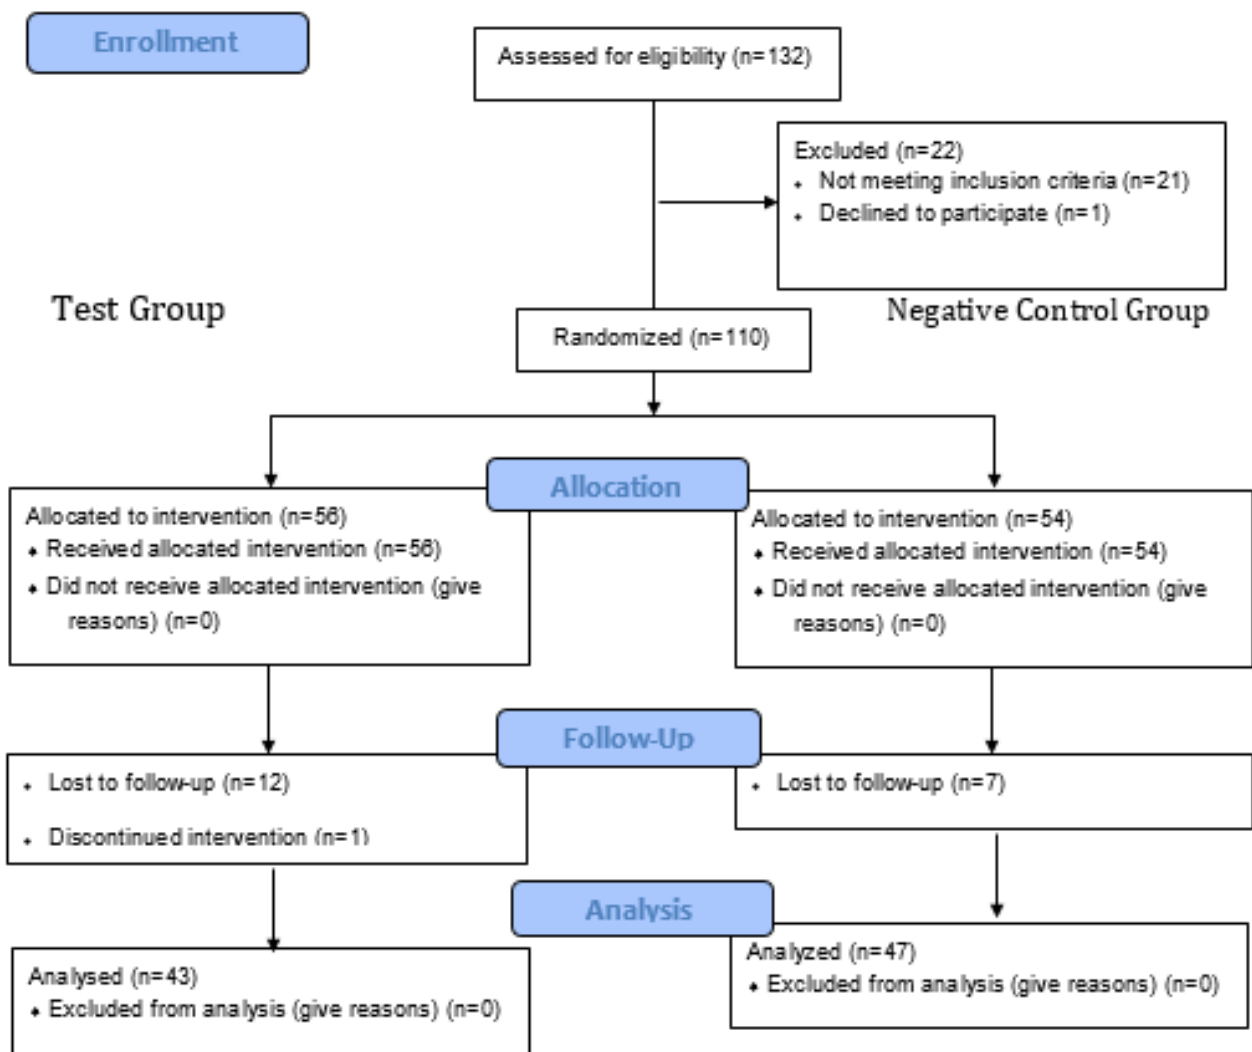 Enrollment
Assessed for eligibility (n=132)
Excluded (n=22)
• Not meeting inclusion criteria (n=21)
• Declined to participate (n=1)
Test Group
Negative Control Group
Randomized (n=110)
Allocation
Allocated to intervention (n=56)
♦ Received allocated intervention (n=56)
♦ Did not receive allocated intervention (give
reasons) (n=0)
Allocated to intervention (n=54)
♦ Received allocated intervention (n=54)
♦ Did not receive allocated intervention (give
reasons) (n=0)
Follow-Up
• Lost to follow-up (n=12)
• Discontinued intervention (n=1)
• Lost to follow-up (n=7)
Analysis
Analysed (n=43)
♦ Excluded from analysis (give reasons) (n=0)
Analyzed (n=47)
♦ Excluded from analysis (give reasons) (n=0)